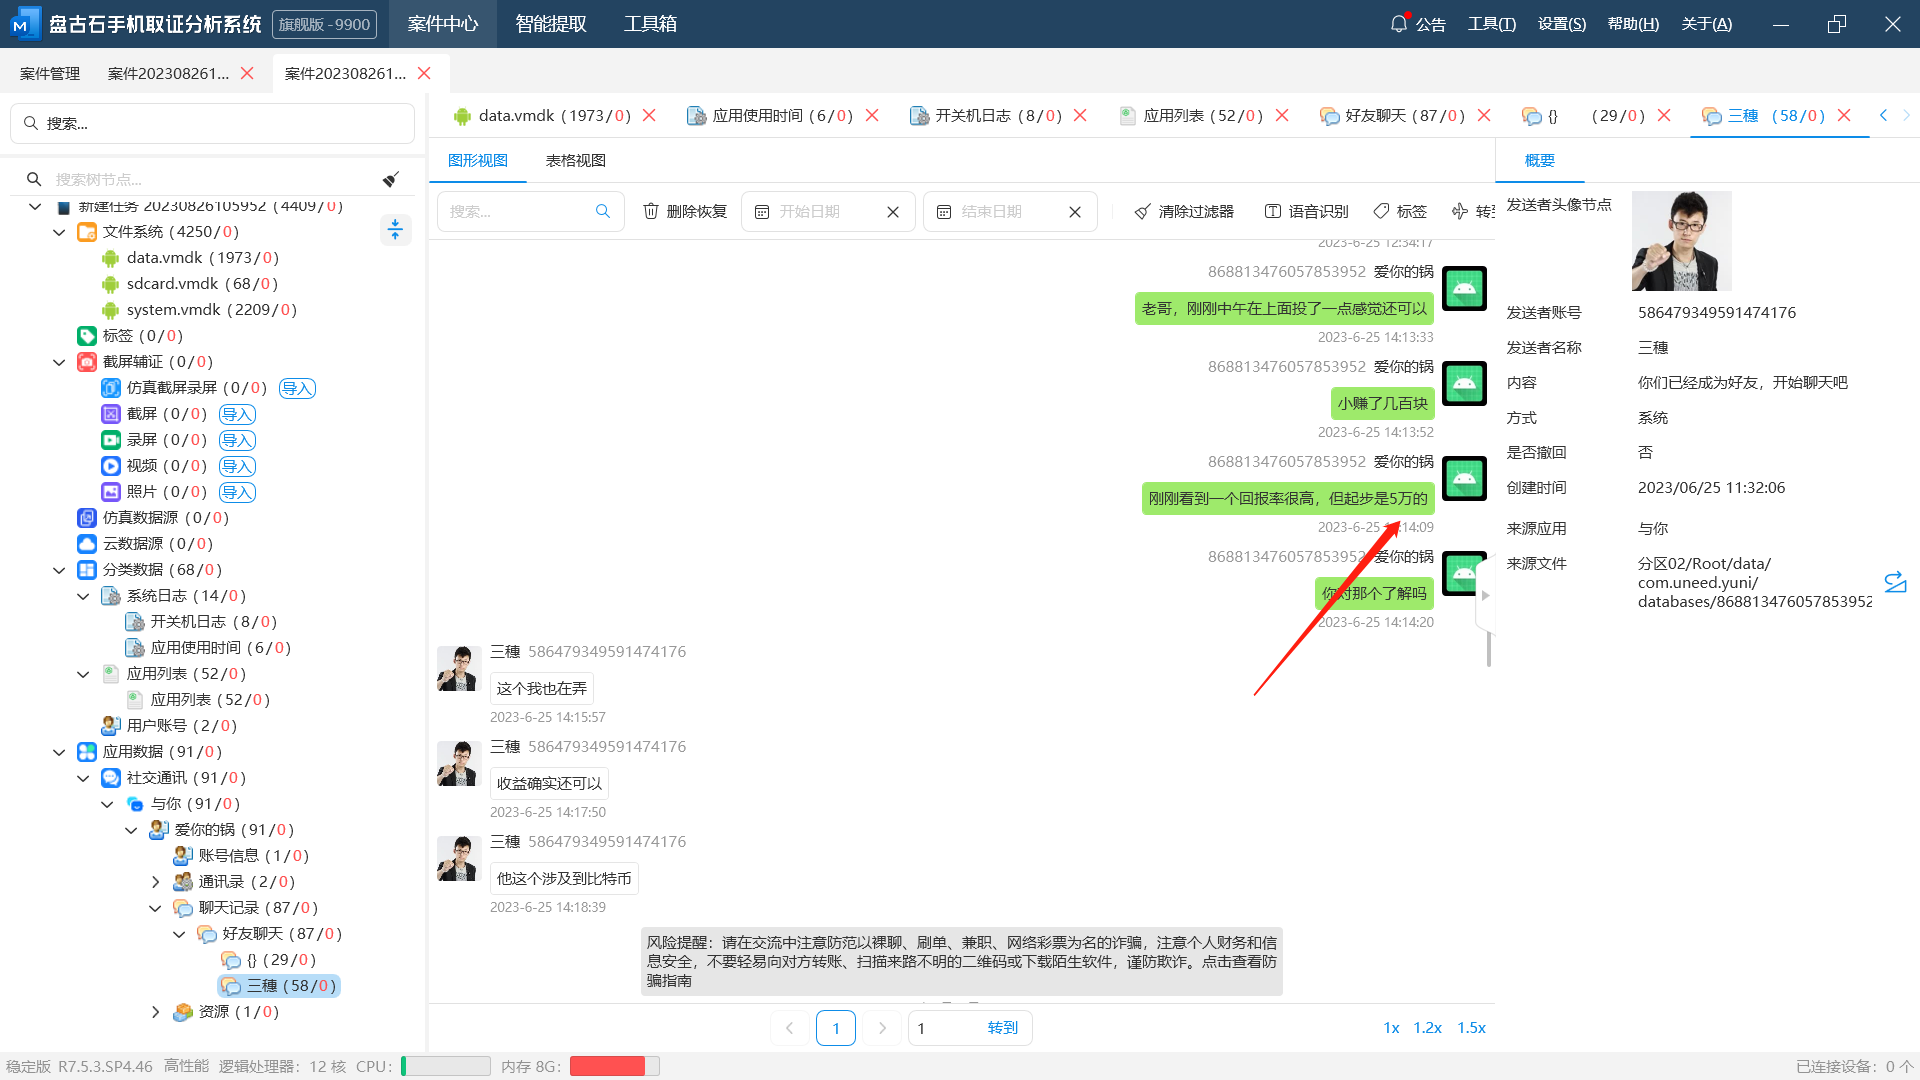 盘古石手机取证分析系统 旗舰版 -9900 案件中心 智能提取 工具箱 公告 工具(T) 设置(S) 帮助(H) 关于(A)
案件管理 案件202308261... 案件202308261...
搜索...
data.vmdk (1973/0) 应用使用时间 (6/0) 开关机日志 (8/0) 应用列表 (52/0) 好友聊天 (87/0) {} (29/0) 三穗 (58/0)
搜索树节点...
新建任务 20230826105952 (4409/0)
文件系统 (4250/0)
data.vmdk (1973/0)
sdcard.vmdk (68/0)
system.vmdk (2209/0)
标签 (0/0)
截屏辅证 (0/0)
仿真截屏录屏 (0/0) 导入
截屏 (0/0) 导入
录屏 (0/0) 导入
视频 (0/0) 导入
照片 (0/0) 导入
仿真数据源 (0/0)
云数据源 (0/0)
分类数据 (68/0)
系统日志 (14/0)
开关机日志 (8/0)
应用使用时间 (6/0)
应用列表 (52/0)
应用列表 (52/0)
用户账号 (2/0)
应用数据 (91/0)
社交通讯 (91/0)
与你 (91/0)
爱你的锅 (91/0)
账号信息 (1/0)
通讯录 (2/0)
聊天记录 (87/0)
好友聊天 (87/0)
{} (29/0)
三穗 (58/0)
资源 (1/0)
图形视图 表格视图
搜索... 删除恢复 开始日期 结束日期 清除过滤器 语音识别 标签 转到
2023-6-25 12:34:17
868813476057853952 爱你的锅
老哥，刚刚中午在上面投了一点感觉还可以
2023-6-25 14:13:33
868813476057853952 爱你的锅
小赚了几百块
2023-6-25 14:13:52
868813476057853952 爱你的锅
刚刚看到一个回报率很高，但起步是5万的
2023-6-25 14:14:09
868813476057853952 爱你的锅
你对那个了解吗
2023-6-25 14:14:20
三穗 586479349591474176
这个我也在弄
2023-6-25 14:15:57
三穗 586479349591474176
收益确实还可以
2023-6-25 14:17:50
三穗 586479349591474176
他这个涉及到比特币
2023-6-25 14:18:39
风险提醒：请在交流中注意防范以裸聊、刷单、兼职、网络彩票为名的诈骗，注意个人财务和信
息安全，不要轻易向对方转账、扫描来路不明的二维码或下载陌生软件，谨防欺诈。点击查看防
骗指南
1 1 转到 1x 1.2x 1.5x
概要
发送者头像节点
发送者账号 586479349591474176
发送者名称 三穗
内容 你们已经成为好友，开始聊天吧
方式 系统
是否撤回 否
创建时间 2023/06/25 11:32:06
来源应用 与你
来源文件 分区02/Root/data/
com.uneed.yuni/
databases/868813476057853952
稳定版 R7.5.3.SP4.46 高性能 逻辑处理器：12 核 CPU： 内存 8G： 已连接设备：0 个